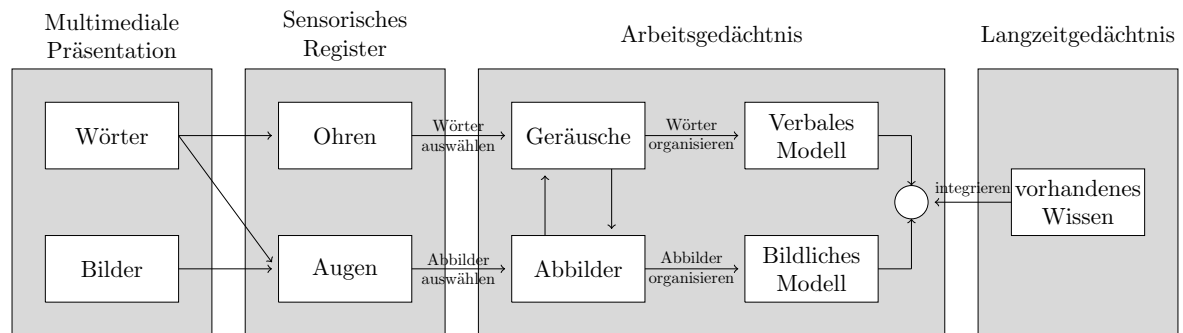 Multimediale
Präsentation
Sensorisches
Register
Arbeitsgedächtnis
Langzeitgedächtnis
Wörter
Ohren
Wörter
auswählen
Geräusche
Wörter
organisieren
Verbales
Modell
integrieren
vorhandenes
Wissen
Bilder
Augen
Abbilder
auswählen
Abbilder
Abbilder
organisieren
Bildliches
Modell